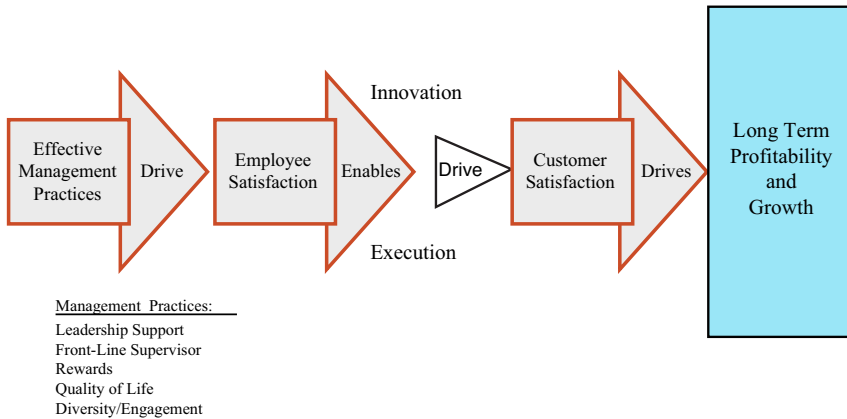 Effective
Management
Practices
Drive
Employee
Satisfaction
Enables
Innovation
Execution
Drive
Customer
Satisfaction
Drives
Long Term
Profitability
and
Growth
Management Practices:
Leadership Support
Front-Line Supervisor
Rewards
Quality of Life
Diversity/Engagement